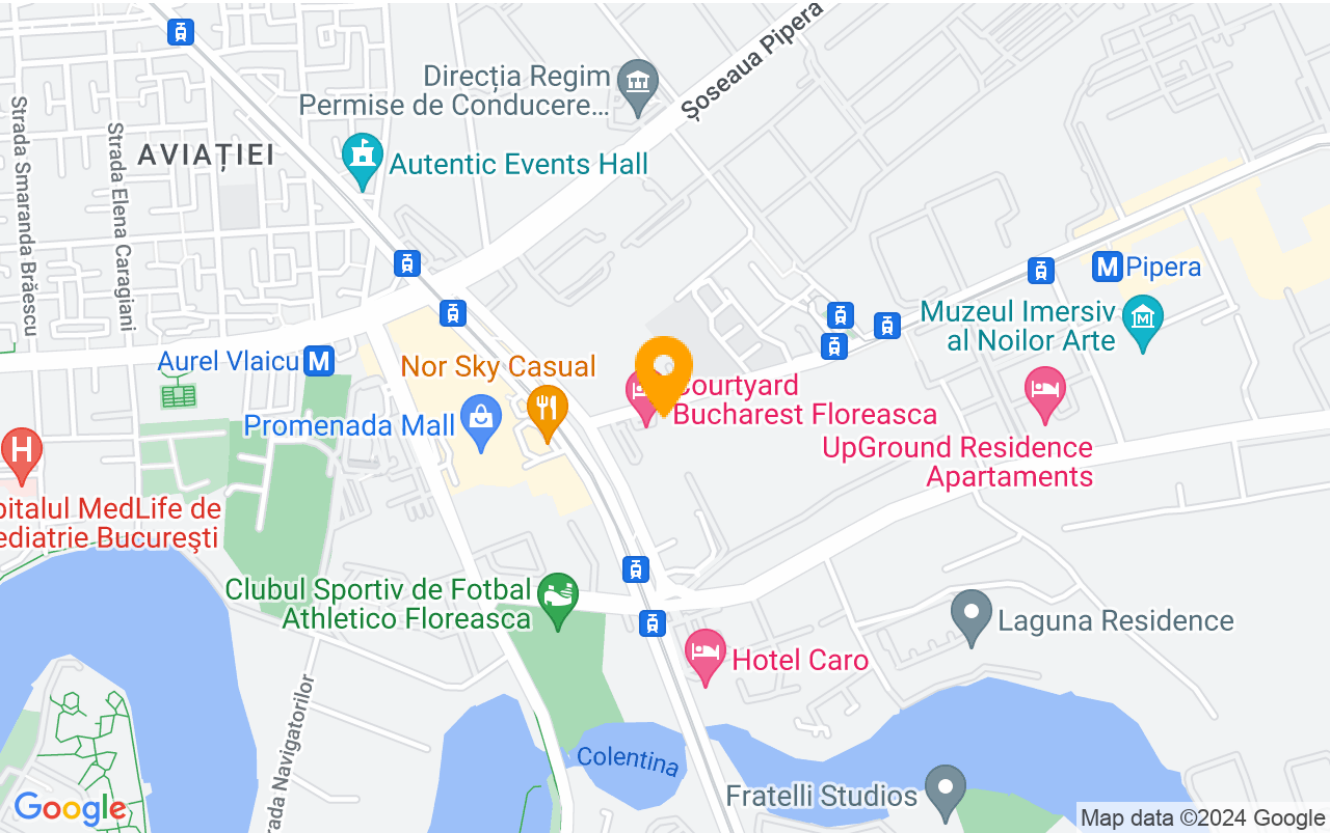 Șoseaua Pipera
Direcția Regim
Permise de Conducere...
Strada Smaranda Brăescu
Strada Elena Caragiani
AVIAȚIEI
Autentic Events Hall
M Pipera
Muzeul Imersiv
al Noilor Arte
Aurel Vlaicu M
Nor Sky Casual
Courtyard
Bucharest Floreasca
Promenada Mall
UpGround Residence
Apartaments
H
pitalul MedLife de
ediatrie Bucureşti
Clubul Sportiv de Fotbal
Athletico Floreasca
Laguna Residence
Hotel Caro
rada Navigatorilor
Colentina
Fratelli Studios
Google
Map data ©2024 Google